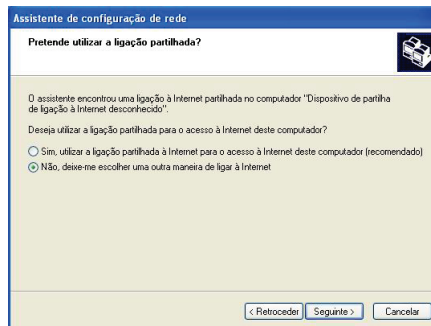 Assistente de configuração de rede
Pretende utilizar a ligação partilhada?
O assistente encontrou uma ligação à Internet partilhada no computador "Dispositivo de partilha
de ligação à Internet desconhecido".
Deseja utilizar a ligação partilhada para o acesso à Internet deste computador?
Sim, utilizar a ligação partilhada à Internet para o acesso à Internet deste computador (recomendado)
Não, deixe-me escolher uma outra maneira de ligar à Internet
< Retroceder
Seguinte >
Cancelar